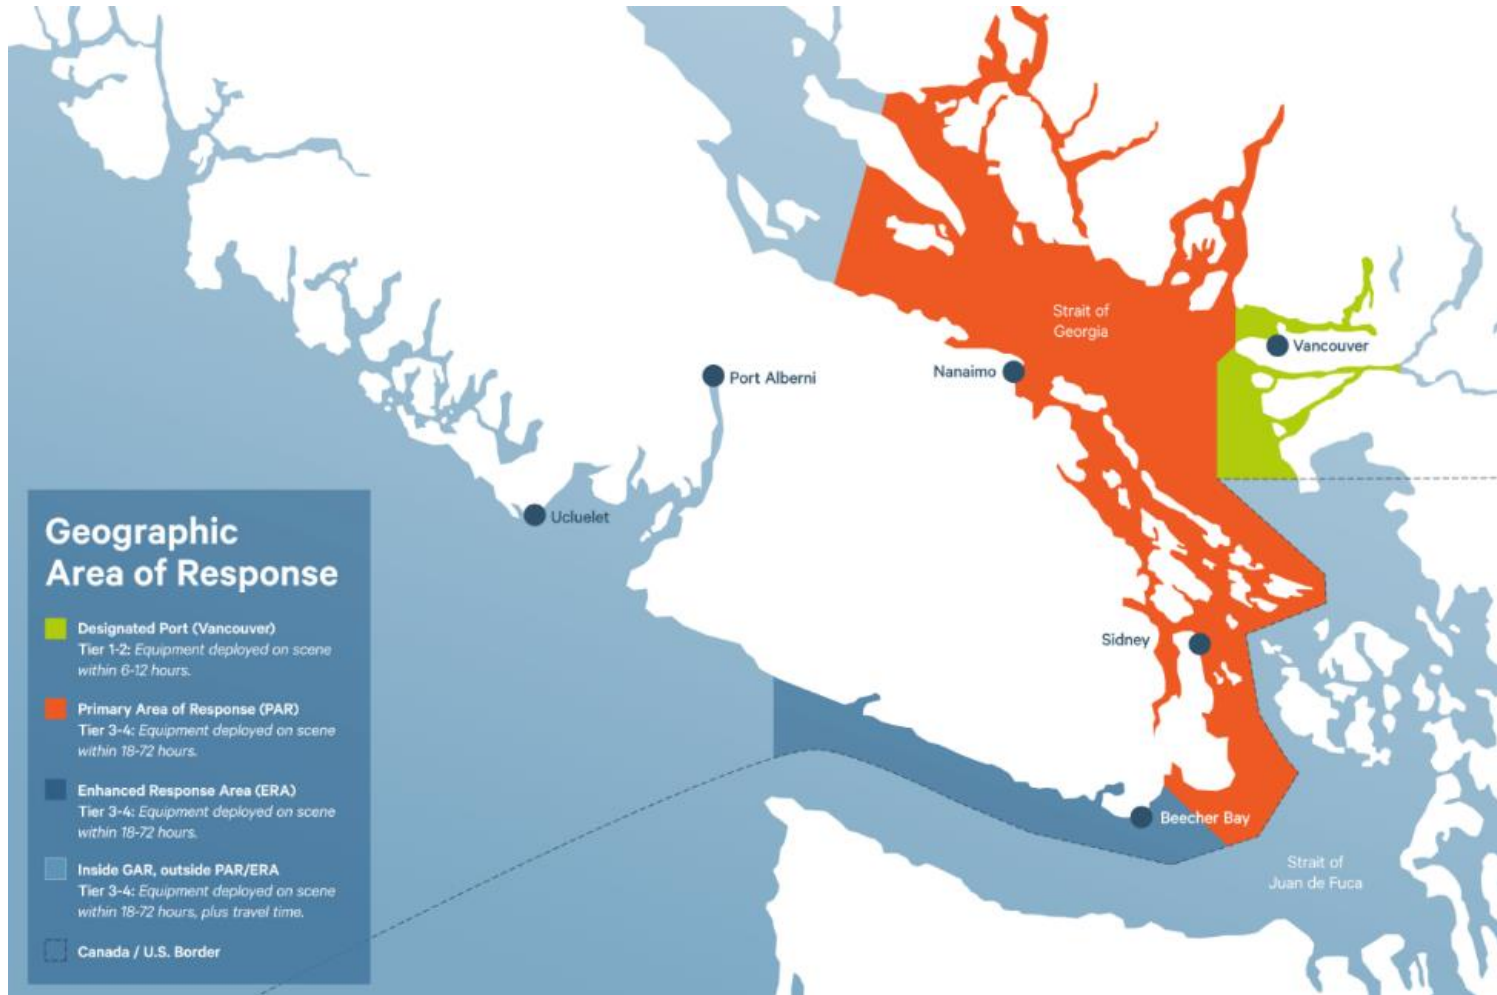 Strait of
Georgia
Vancouver
Nanaimo
Port Alberni
Ucluelet
Sidney
Beecher Bay
Strait of
Juan de Fuca
Geographic
Area of Response
Designated Port (Vancouver)
Tier 1-2: Equipment deployed on scene
within 6-12 hours.
Primary Area of Response (PAR)
Tier 3-4: Equipment deployed on scene
within 18-72 hours.
Enhanced Response Area (ERA)
Tier 3-4: Equipment deployed on scene
within 18-72 hours.
Inside GAR, outside PAR/ERA
Tier 3-4: Equipment deployed on scene
within 18-72 hours, plus travel time.
Canada / U.S. Border